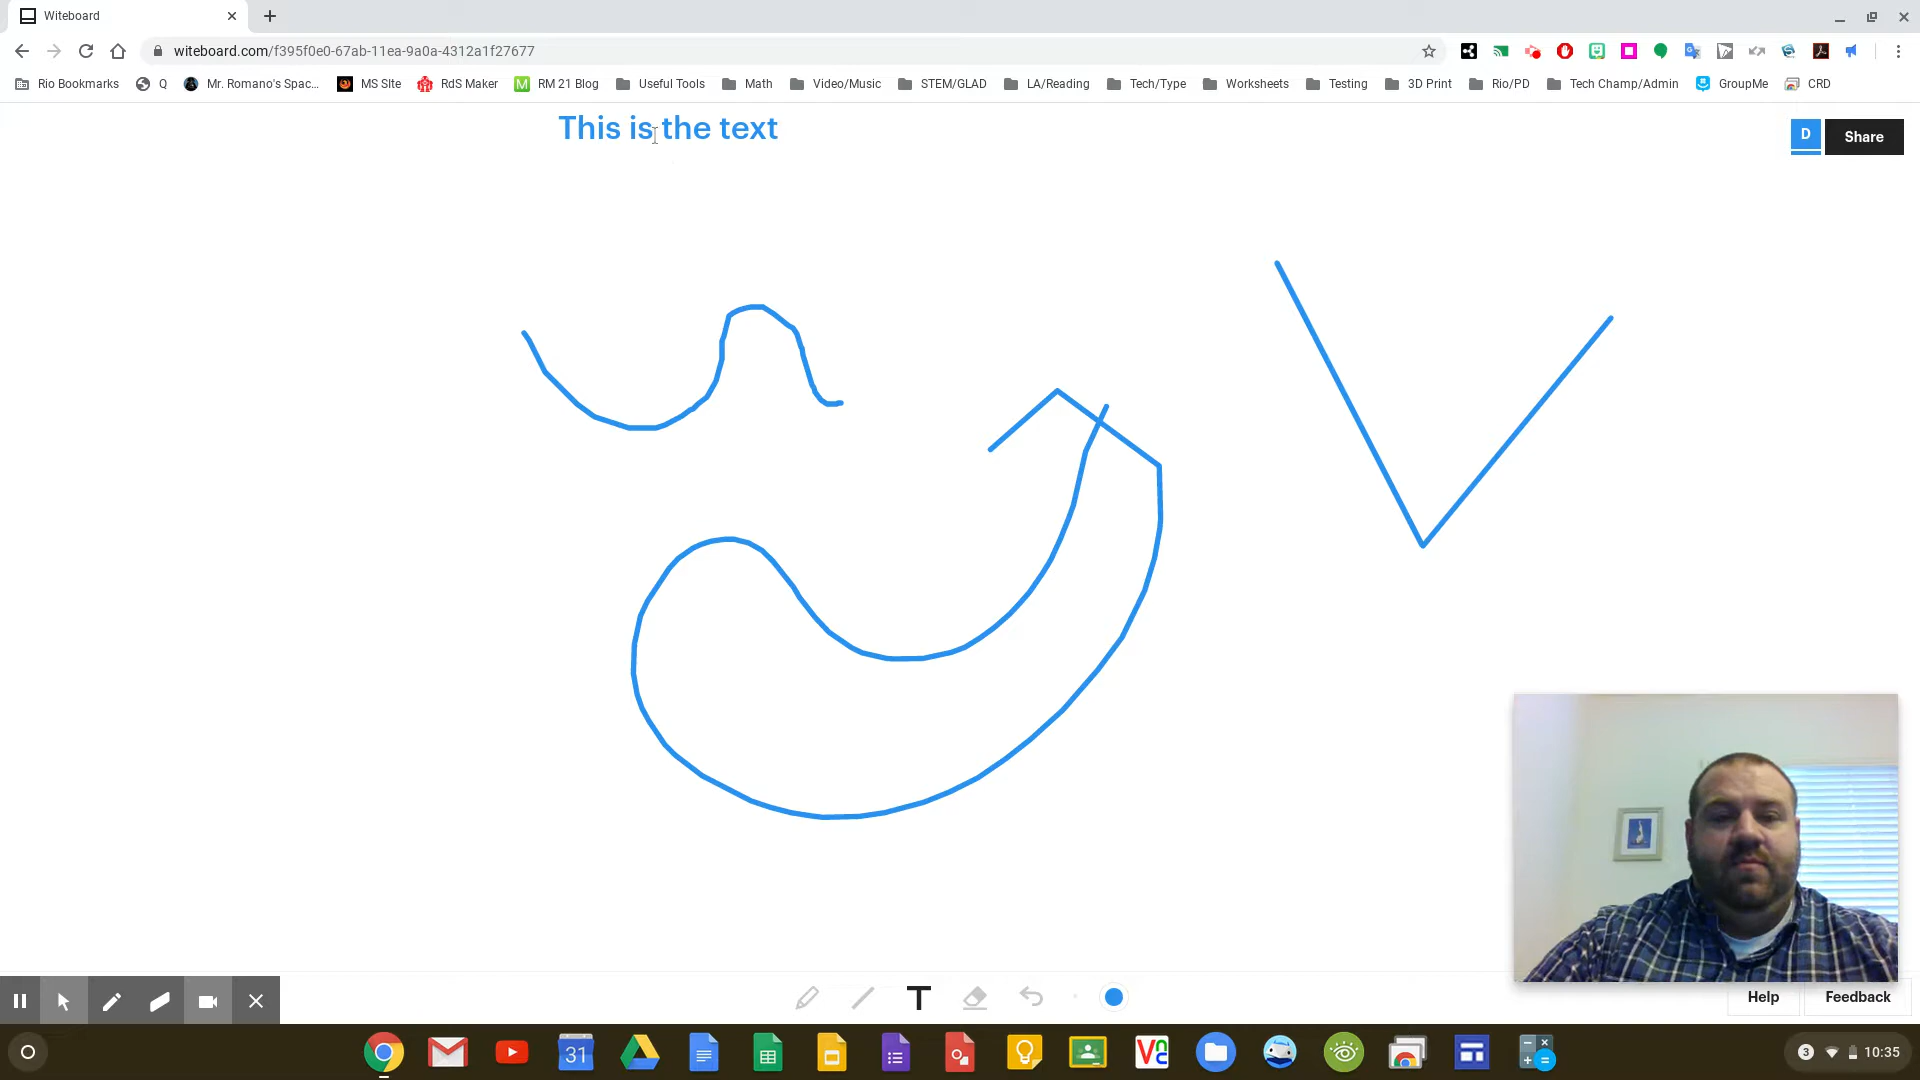 Witeboard
witeboard.com/f395f0e0-67ab-11ea-9a0a-4312a1f27677
Rio Bookmarks Q Mr. Romano's Spac... MS SIte RdS Maker RM 21 Blog Useful Tools Math Video/Music STEM/GLAD LA/Reading Tech/Type Worksheets Testing 3D Print Rio/PD Tech Champ/Admin GroupMe CRD
This is the text
D Share
T
Help Feedback
31
3 10:35